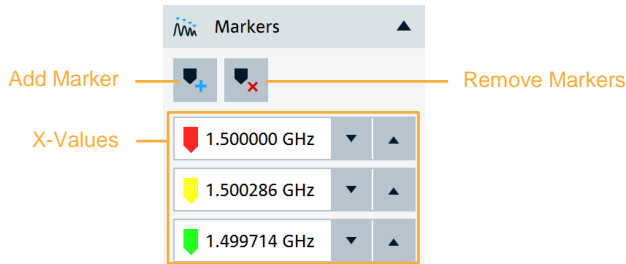 Markers
Add Marker
Remove Markers
X-Values
1.500000 GHz
1.500286 GHz
1.499714 GHz